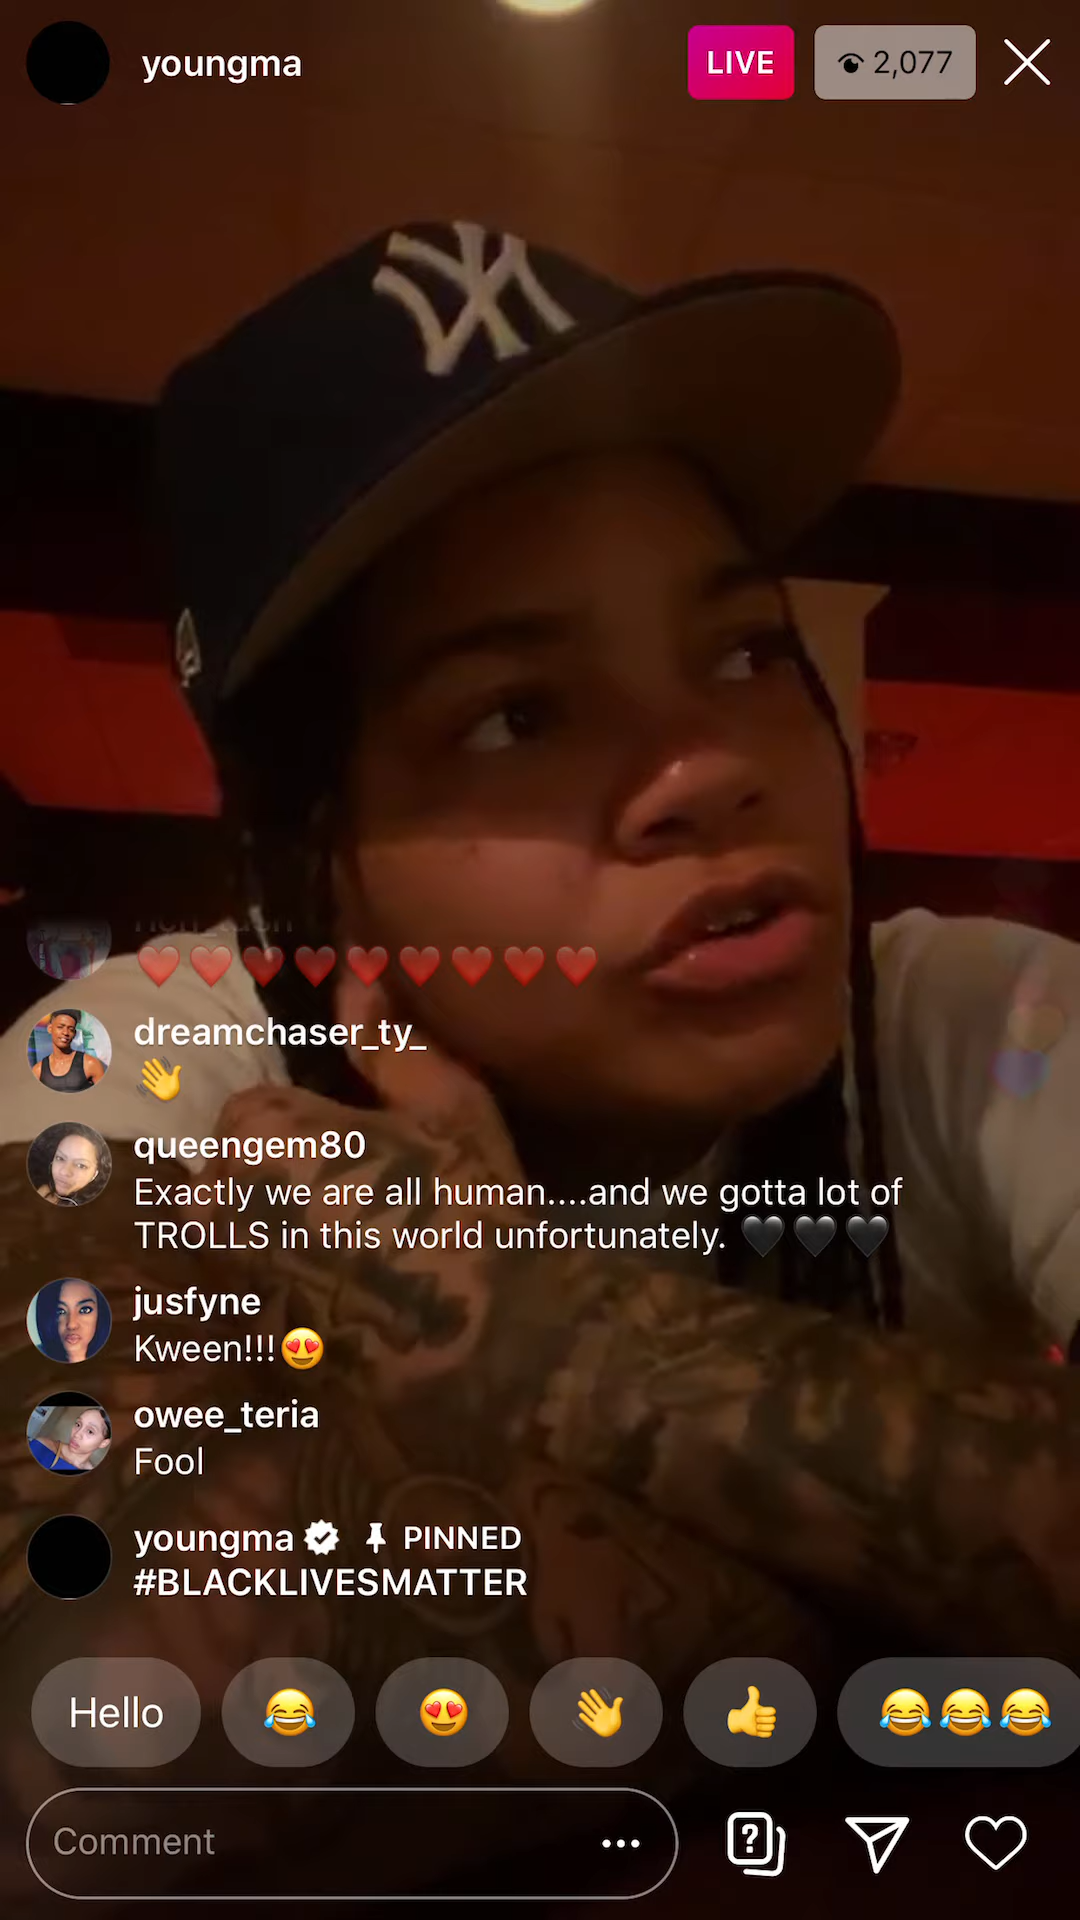 youngma
LIVE
2,077
❤️❤️❤️❤️❤️❤️❤️❤️❤️
dreamchaser_ty_
👋
queengem80
Exactly we are all human....and we gotta lot of
TROLLS in this world unfortunately. 🖤🖤🖤
jusfyne
Kween!!!😍
owee_teria
Fool
youngma PINNED
#BLACKLIVESMATTER
Hello 😂 😍 👋 👍 😂😂😂
Comment